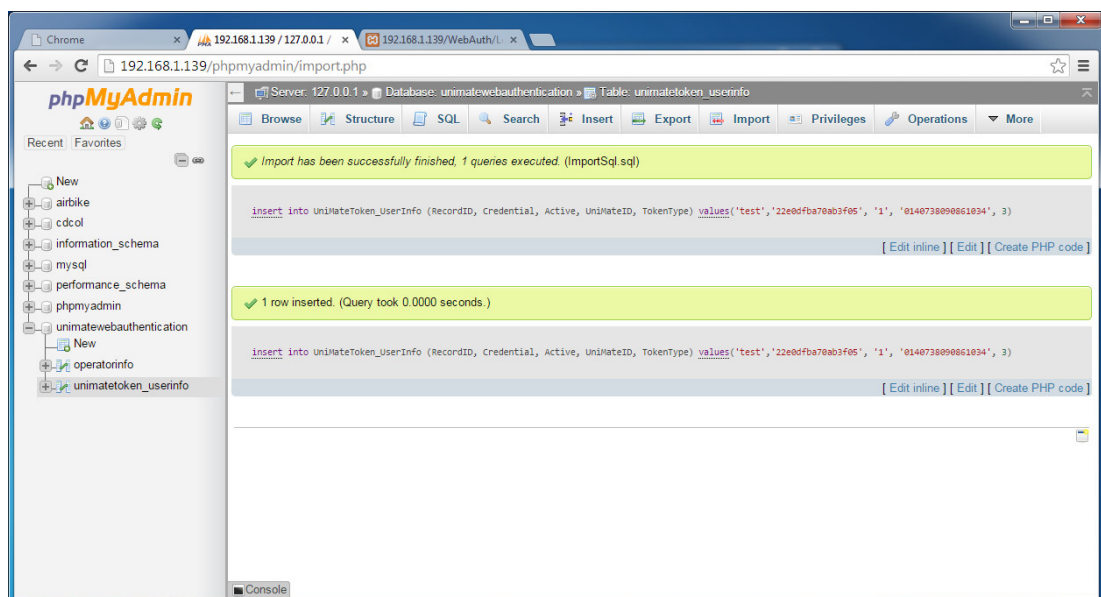 Chrome
192.168.1.139 / 127.0.0.1 /
192.168.1.139/WebAuth/L
192.168.1.139/phpmyadmin/import.php
phpMyAdmin
Recent Favorites
New
airbike
cdcol
information_schema
mysql
performance_schema
phpmyadmin
unimatewebauthentication
New
operatorinfo
unimatetoken_userinfo
Server: 127.0.0.1 » Database: unimatewebauthentication » Table: unimatetoken_userinfo
Browse Structure SQL Search Insert Export Import Privileges Operations More
Import has been successfully finished, 1 queries executed. (ImportSql.sql)
insert into UniMateToken_UserInfo (RecordID, Credential, Active, UniMateID, TokenType) values('test','22e0dfba70ab3f05', '1', '0140738090861034', 3)
[ Edit inline ] [ Edit ] [ Create PHP code ]
1 row inserted. (Query took 0.0000 seconds.)
insert into UniMateToken_UserInfo (RecordID, Credential, Active, UniMateID, TokenType) values('test','22e0dfba70ab3f05', '1', '0140738090861034', 3)
[ Edit inline ] [ Edit ] [ Create PHP code ]
Console